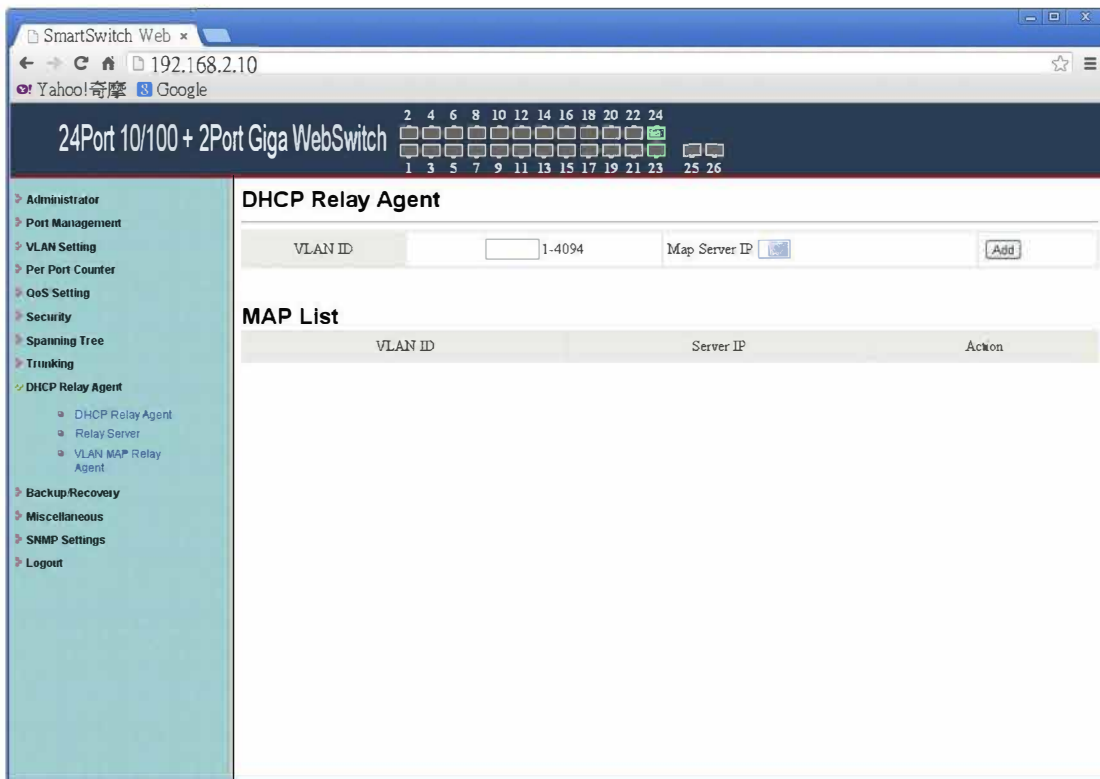 SmartSwitch Web ×
192.168.2.10
Yahoo!奇摩 Google
24Port 10/100 + 2Port Giga WebSwitch
2 4 6 8 10 12 14 16 18 20 22 24
1 3 5 7 9 11 13 15 17 19 21 23 25 26
Administrator
Port Management
VLAN Setting
Per Port Counter
QoS Setting
Security
Spanning Tree
Trunking
DHCP Relay Agent
DHCP Relay Agent
Relay Server
VLAN MAP Relay
Agent
Backup/Recovery
Miscellaneous
SNMP Settings
Logout
DHCP Relay Agent
VLAN ID 1-4094 Map Server IP Add
MAP List
VLAN ID Server IP Action